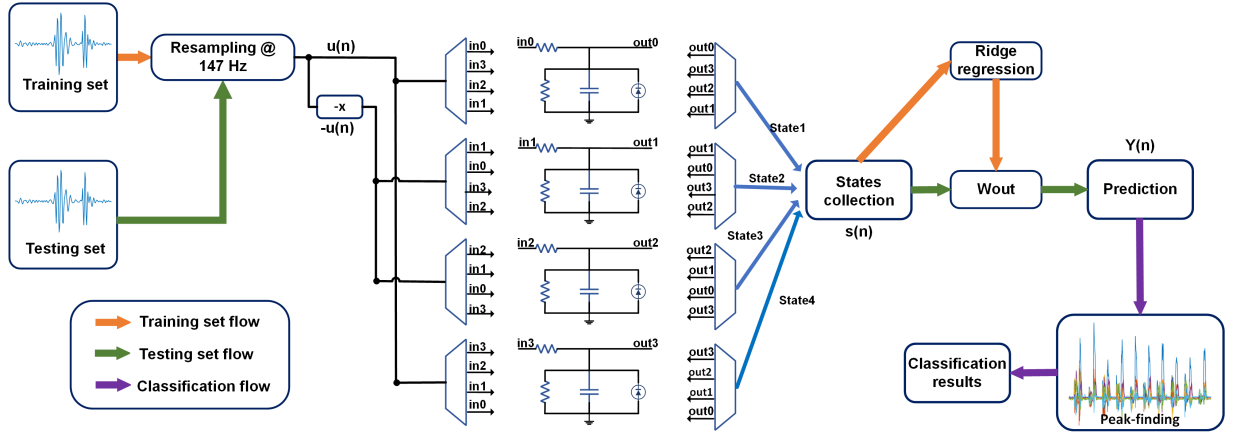 Training set
Resampling @
147 Hz
u(n)
-x
-u(n)
Testing set
Training set flow
Testing set flow
Classification flow
in0
in3
in2
in1
in1
in0
in3
in2
in2
in1
in0
in3
in3
in2
in1
in0
in0
out0
in1
out1
in2
out2
in3
out3
out0
out3
out2
out1
out1
out0
out3
out2
out2
out1
out0
out3
out3
out2
out1
out0
State1
State2
State3
State4
States
collection
s(n)
Ridge
regression
Wout
Y(n)
Prediction
Peak-finding
Classification
results